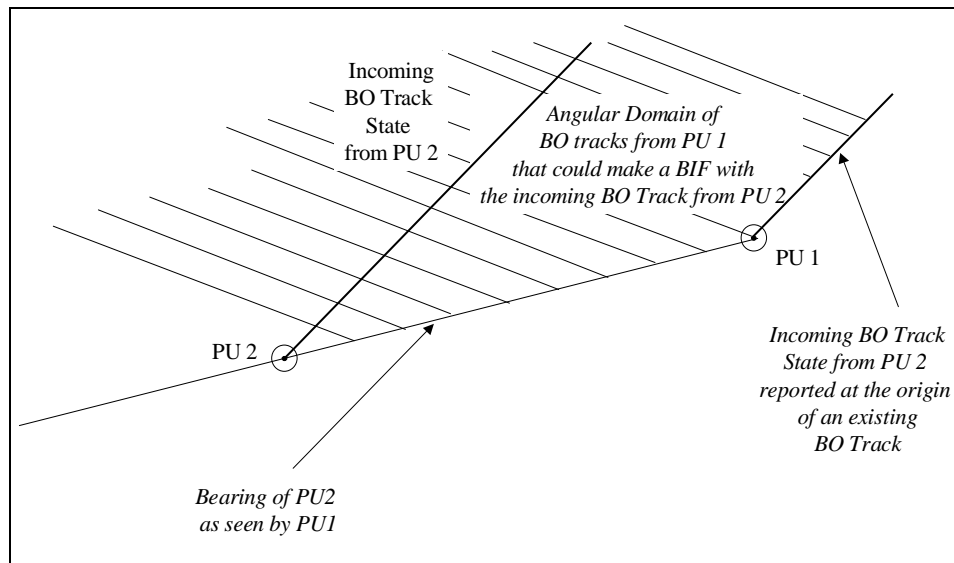 Incoming
BO Track
State
from PU 2
Angular Domain of
BO tracks from PU 1
that could make a BIF with
the incoming BO Track from PU 2
PU 1
PU 2
Incoming BO Track
State from PU 2
reported at the origin
of an existing
BO Track
Bearing of PU2
as seen by PU1